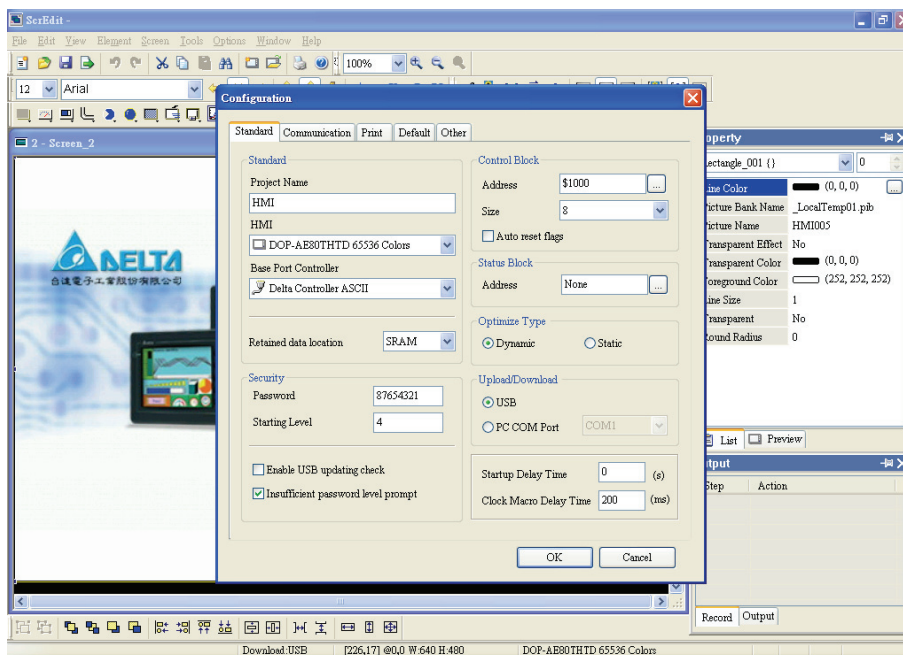 ScrEdit -
File Edit View Element Screen Tools Options Window Help
100%
12 Arial
2 - Screen_2
DELTA
台達電子工業股份有限公司
Configuration
Standard Communication Print Default Other
Standard
Project Name
HMI
HMI
DOP-AE80THTD 65536 Colors
Base Port Controller
Delta Controller ASCII
Retained data location SRAM
Security
Password 87654321
Starting Level 4
Enable USB updating check
Insufficient password level prompt
Control Block
Address $1000 ...
Size 8
Auto reset flags
Status Block
Address None ...
Optimize Type
Dynamic Static
Upload/Download
USB
PC COM Port COM1
Startup Delay Time 0 (s)
Clock Macro Delay Time 200 (ms)
OK Cancel
operty
ectangle_001 {} 0
ine Color (0, 0, 0) ...
icture Bank Name _LocalTemp01.pib
icture Name HMI005
ransparent Effect No
ransparent Color (0, 0, 0)
oreground Color (252, 252, 252)
ine Size 1
ransparent No
ound Radius 0
List Preview
tput
Step Action
Record Output
Download:USB [226,17] @0,0 W:640 H:480 DOP-AE80THTD 65536 Colors